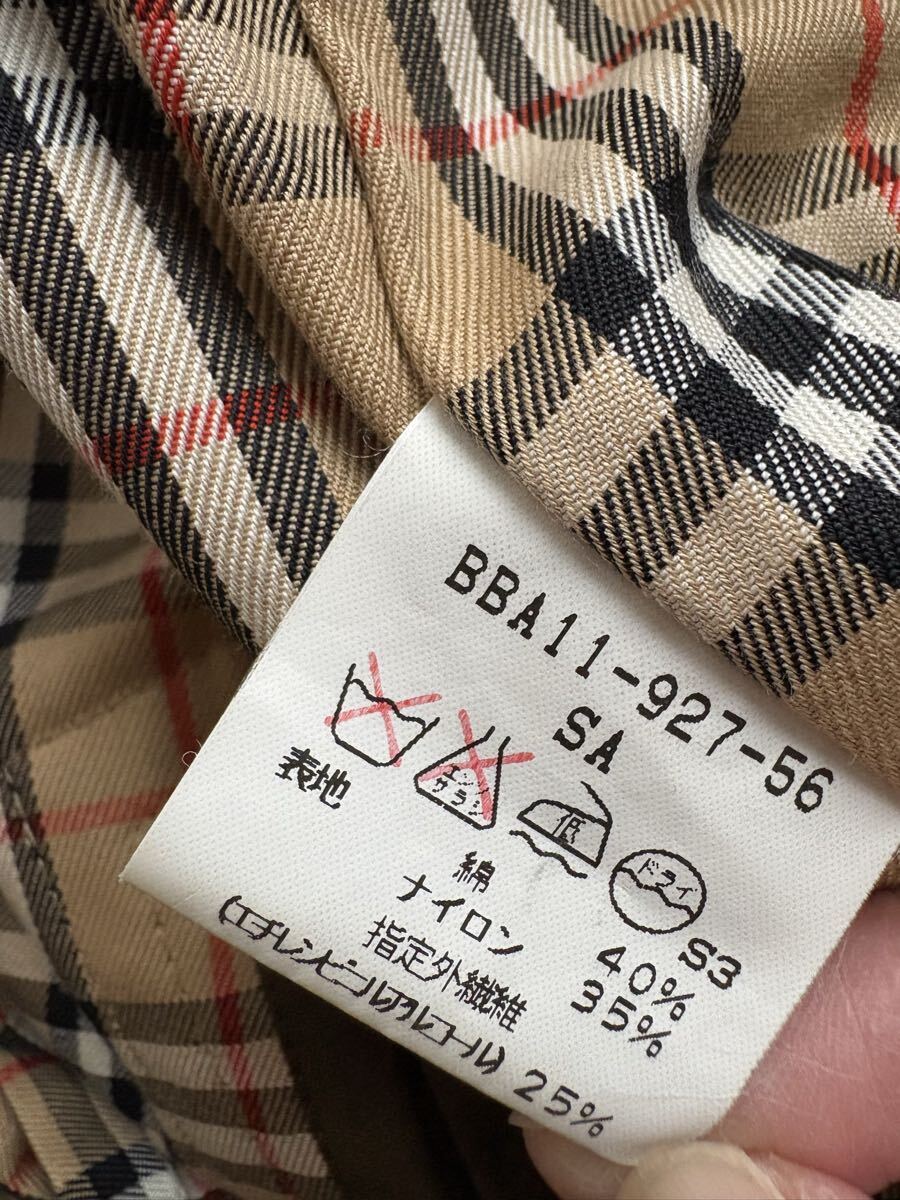 BBA11-927-56
SA
エンソ
サラシ
低
ドライ
表地
S3
綿 40%
ナイロン 35%
指定外繊維
(エチレンビニルアルコール) 25%